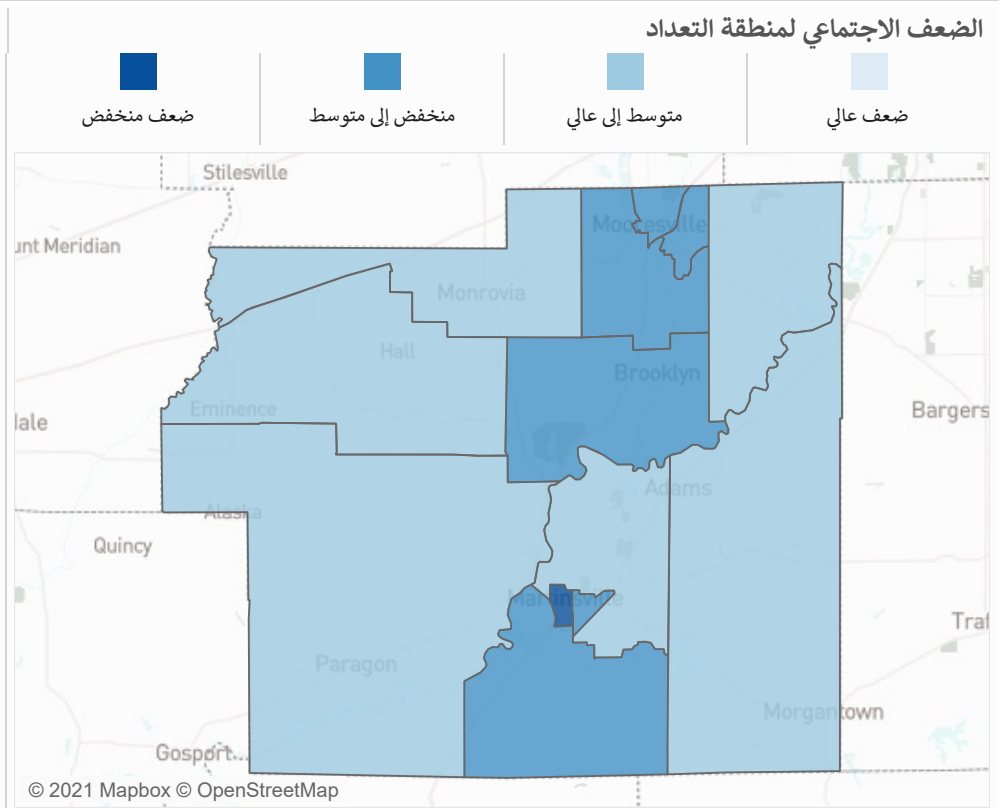 الضعف الاجتماعي لمنطقة التعداد
ضعف عالي
متوسط إلى عالي
منخفض إلى متوسط
ضعف منخفض
Stilesville
unt Meridian
Mooresville
Monrovia
Hall
Brooklyn
Eminence
Bargers
dale
Adams
Alaska
Quincy
Martinsville
Traf
Paragon
Morgantown
Gosport...
© 2021 Mapbox © OpenStreetMap